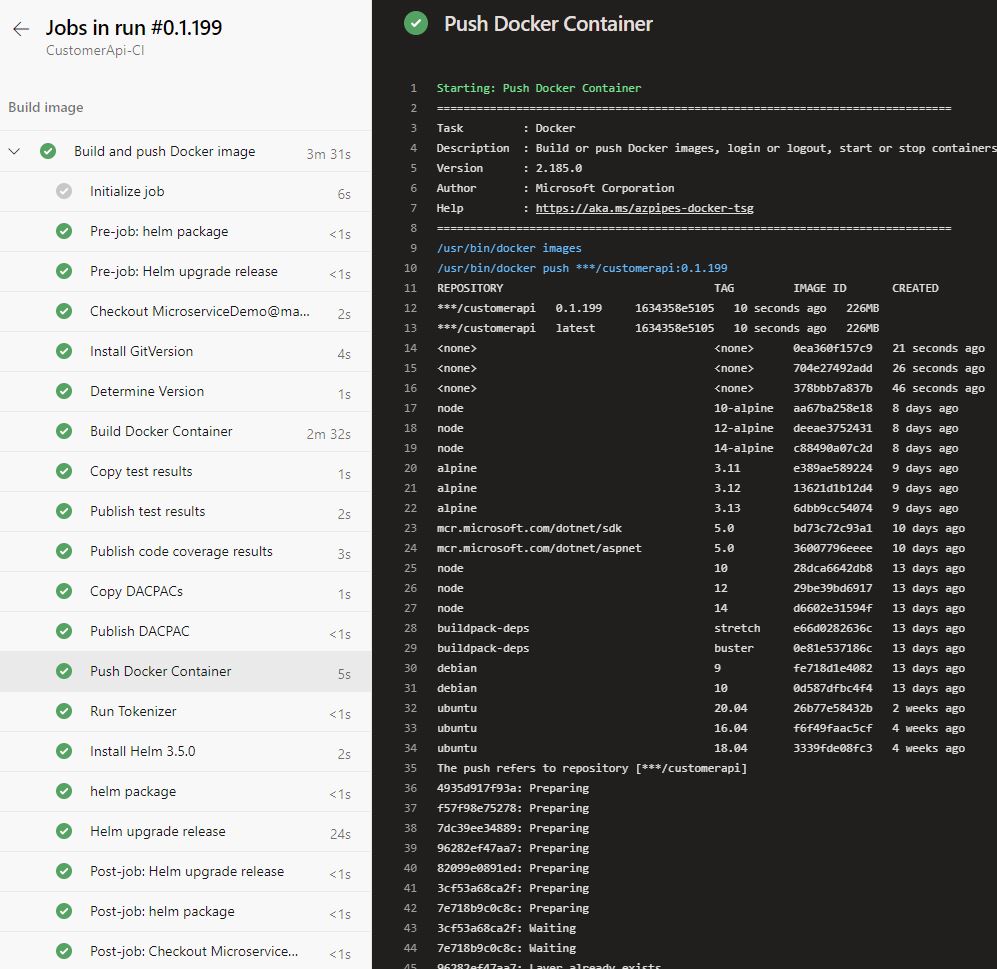 Jobs in run #0.1.199
CustomerApi-CI
Build image
Build and push Docker image 3m 31s
Initialize job 6s
Pre-job: helm package <1s
Pre-job: Helm upgrade release <1s
Checkout MicroserviceDemo@ma... 2s
Install GitVersion 4s
Determine Version 1s
Build Docker Container 2m 32s
Copy test results 1s
Publish test results 2s
Publish code coverage results 3s
Copy DACPACs 1s
Publish DACPAC <1s
Push Docker Container 5s
Run Tokenizer <1s
Install Helm 3.5.0 2s
helm package <1s
Helm upgrade release 24s
Post-job: Helm upgrade release <1s
Post-job: helm package <1s
Post-job: Checkout Microservice... <1s
Push Docker Container
1 Starting: Push Docker Container
2 ==============================================================================
3 Task : Docker
4 Description : Build or push Docker images, login or logout, start or stop containers
5 Version : 2.185.0
6 Author : Microsoft Corporation
7 Help : https://aka.ms/azpipes-docker-tsg
8 ==============================================================================
9 /usr/bin/docker images
10 /usr/bin/docker push ***/customerapi:0.1.199
11 REPOSITORY TAG IMAGE ID CREATED
12 ***/customerapi 0.1.199 1634358e5105 10 seconds ago 226MB
13 ***/customerapi latest 1634358e5105 10 seconds ago 226MB
14 <none> <none> 0ea360f157c9 21 seconds ago
15 <none> <none> 704e27492add 26 seconds ago
16 <none> <none> 378bbb7a837b 46 seconds ago
17 node 10-alpine aa67ba258e18 8 days ago
18 node 12-alpine deeae3752431 8 days ago
19 node 14-alpine c88490a07c2d 8 days ago
20 alpine 3.11 e389ae589224 9 days ago
21 alpine 3.12 13621d1b12d4 9 days ago
22 alpine 3.13 6dbb9cc54074 9 days ago
23 mcr.microsoft.com/dotnet/sdk 5.0 bd73c72c93a1 10 days ago
24 mcr.microsoft.com/dotnet/aspnet 5.0 36007796eeee 10 days ago
25 node 10 28dca6642db8 13 days ago
26 node 12 29be39bd6917 13 days ago
27 node 14 d6602e31594f 13 days ago
28 buildpack-deps stretch e66d0282636c 13 days ago
29 buildpack-deps buster 0e81e537186c 13 days ago
30 debian 9 fe718d1e4082 13 days ago
31 debian 10 0d587dfbc4f4 13 days ago
32 ubuntu 20.04 26b77e58432b 2 weeks ago
33 ubuntu 16.04 f6f49faac5cf 4 weeks ago
34 ubuntu 18.04 3339fde08fc3 4 weeks ago
35 The push refers to repository [***/customerapi]
36 4935d917f93a: Preparing
37 f57f98e75278: Preparing
38 7dc39ee34889: Preparing
39 96282ef47aa7: Preparing
40 82099e0891ed: Preparing
41 3cf53a68ca2f: Preparing
42 7e718b9c0c8c: Preparing
43 3cf53a68ca2f: Waiting
44 7e718b9c0c8c: Waiting
45 96282ef47aa7: Layer already exists